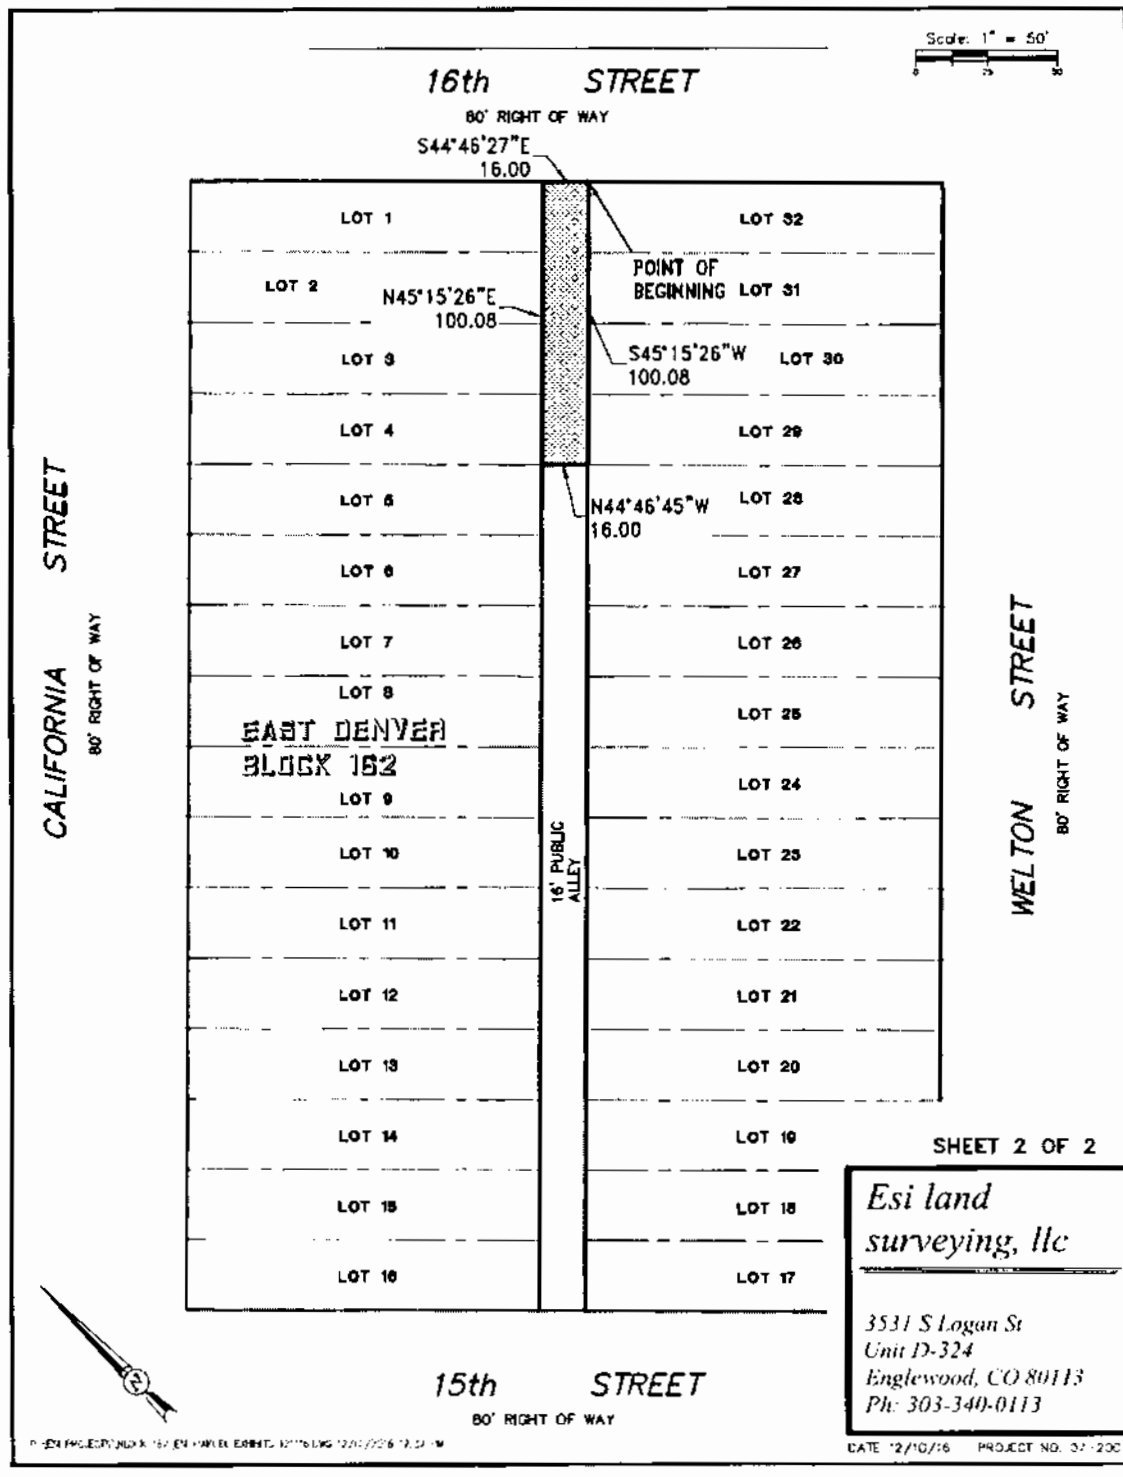 Scale: 1" = 50'
0 25 50
16th STREET
80' RIGHT OF WAY
S44°46'27"E
16.00
LOT 1
LOT 32
POINT OF
BEGINNING
LOT 2
LOT 31
N45°15'26"E
100.08
S45°15'26"W
100.08
LOT 3
LOT 30
LOT 4
LOT 29
N44°46'45"W
16.00
LOT 5
LOT 28
LOT 6
LOT 27
LOT 7
LOT 26
LOT 8
LOT 25
EAST DENVER
BLOCK 162
LOT 9
LOT 24
LOT 10
LOT 23
16' PUBLIC
ALLEY
LOT 11
LOT 22
LOT 12
LOT 21
LOT 13
LOT 20
LOT 14
LOT 19
LOT 15
LOT 18
LOT 16
LOT 17
CALIFORNIA STREET
80' RIGHT OF WAY
WELTON STREET
80' RIGHT OF WAY
15th STREET
80' RIGHT OF WAY
N
SHEET 2 OF 2
Esi land
surveying, llc
3531 S Logan St
Unit D-324
Englewood, CO 80113
Ph: 303-340-0113
DATE 12/10/16 PROJECT NO.